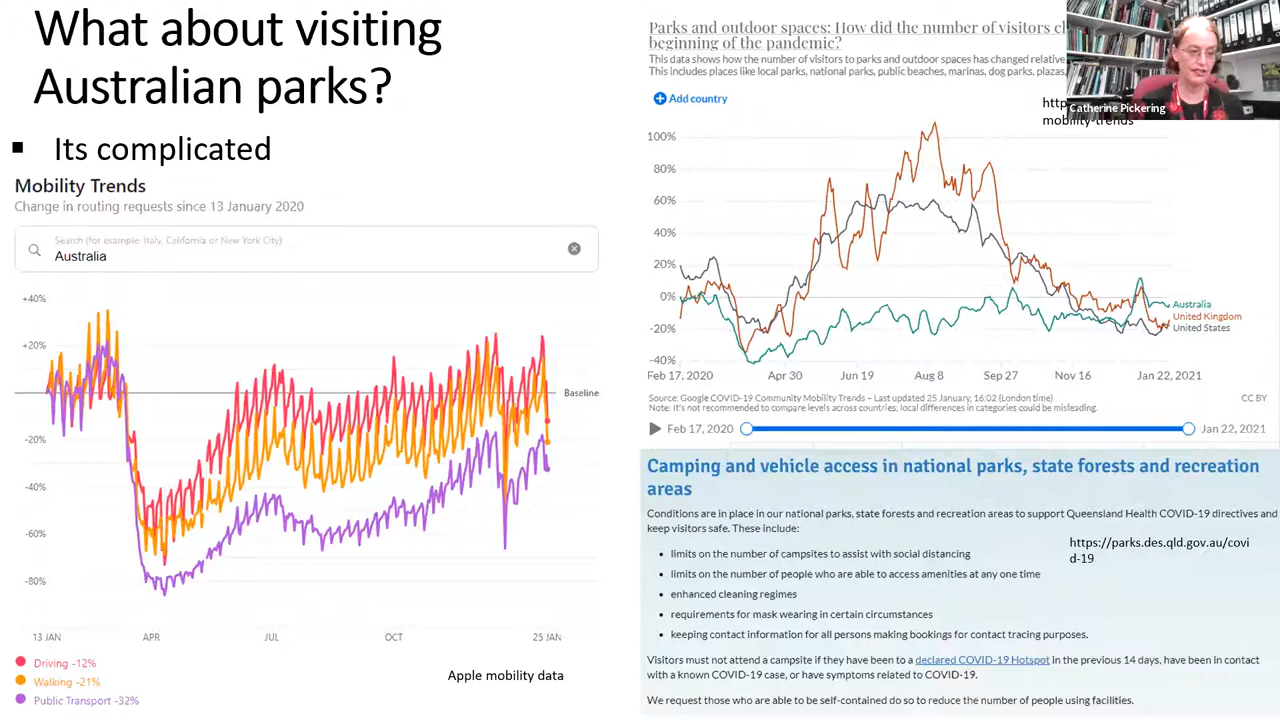 What about visiting
Australian parks?
Its complicated
Mobility Trends
Change in routing requests since 13 January 2020
Search (for example: Italy, California or New York City)
Australia
+40%
+20%
Baseline
-20%
-40%
-60%
-80%
13 JAN APR JUL OCT 25 JAN
Driving -12%
Walking -21%
Public Transport -32%
Apple mobility data
Parks and outdoor spaces: How did the number of visitors
beginning of the pandemic?
This data shows how the number of visitors to parks and outdoor spaces has changed relative
This includes places like local parks, national parks, public beaches, marinas, dog parks, plazas,
Add country
mobility-trends
Catherine Pickering
100%
80%
60%
40%
20%
0%
-20%
-40%
Australia
United Kingdom
United States
Feb 17, 2020 Apr 30 Jun 19 Aug 8 Sep 27 Nov 16 Jan 22, 2021
Source: Google COVID-19 Community Mobility Trends – Last updated 25 January, 16:02 (London time) CC BY
Note: It's not recommended to compare levels across countries; local differences in categories could be misleading.
Feb 17, 2020 Jan 22, 2021
Camping and vehicle access in national parks, state forests and recreation
areas
Conditions are in place in our national parks, state forests and recreation areas to support Queensland Health COVID-19 directives and
keep visitors safe. These include:
limits on the number of campsites to assist with social distancing
limits on the number of people who are able to access amenities at any one time
enhanced cleaning regimes
requirements for mask wearing in certain circumstances
keeping contact information for all persons making bookings for contact tracing purposes.
https://parks.des.qld.gov.au/covi
d-19
Visitors must not attend a campsite if they have been to a declared COVID-19 Hotspot in the previous 14 days, have been in contact
with a known COVID-19 case, or have symptoms related to COVID-19.
We request those who are able to be self-contained do so to reduce the number of people using facilities.